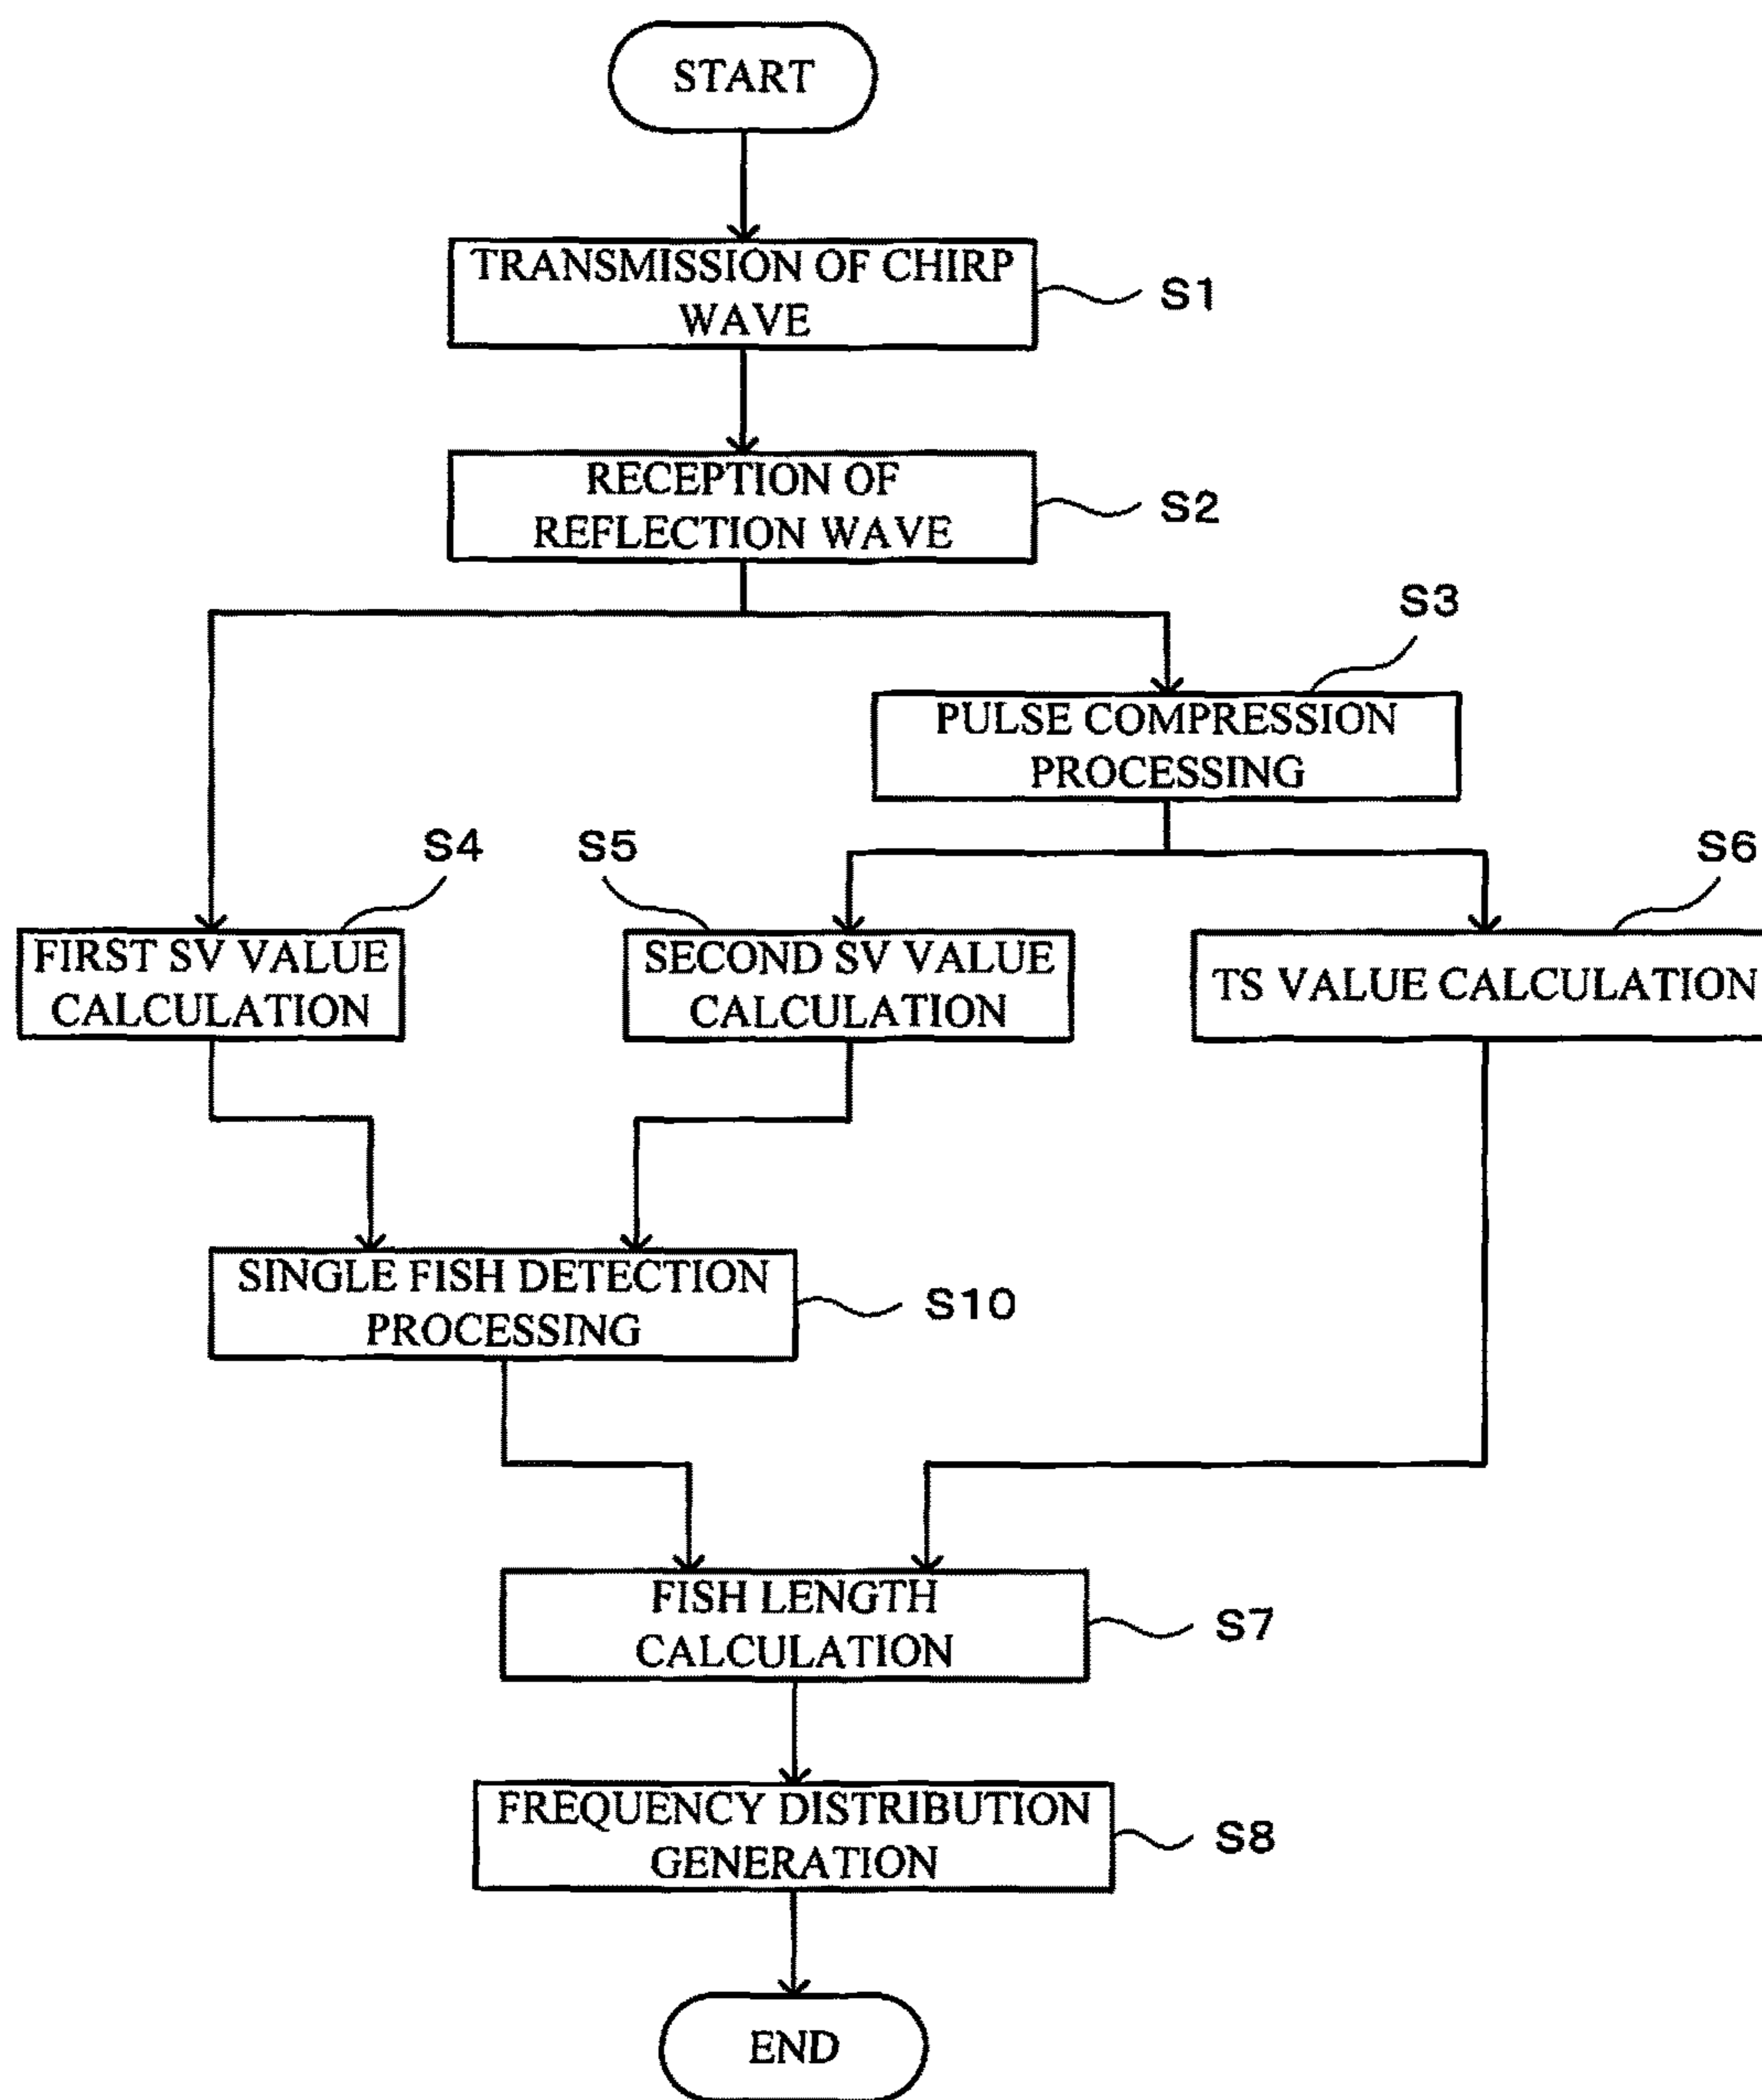 START
TRANSMISSION OF CHIRP
WAVE
S1
RECEPTION OF
REFLECTION WAVE
S2
S3
PULSE COMPRESSION
PROCESSING
S4
S5
S6
FIRST SV VALUE
CALCULATION
SECOND SV VALUE
CALCULATION
TS VALUE CALCULATION
SINGLE FISH DETECTION
PROCESSING
S10
FISH LENGTH
CALCULATION
S7
FREQUENCY DISTRIBUTION
GENERATION
S8
END